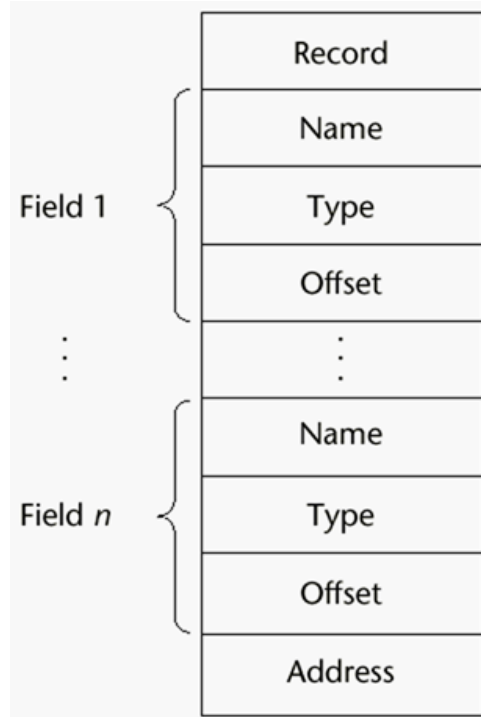 Record
Name
Field 1
Type
Offset
⋮
⋮
Name
Field n
Type
Offset
Address